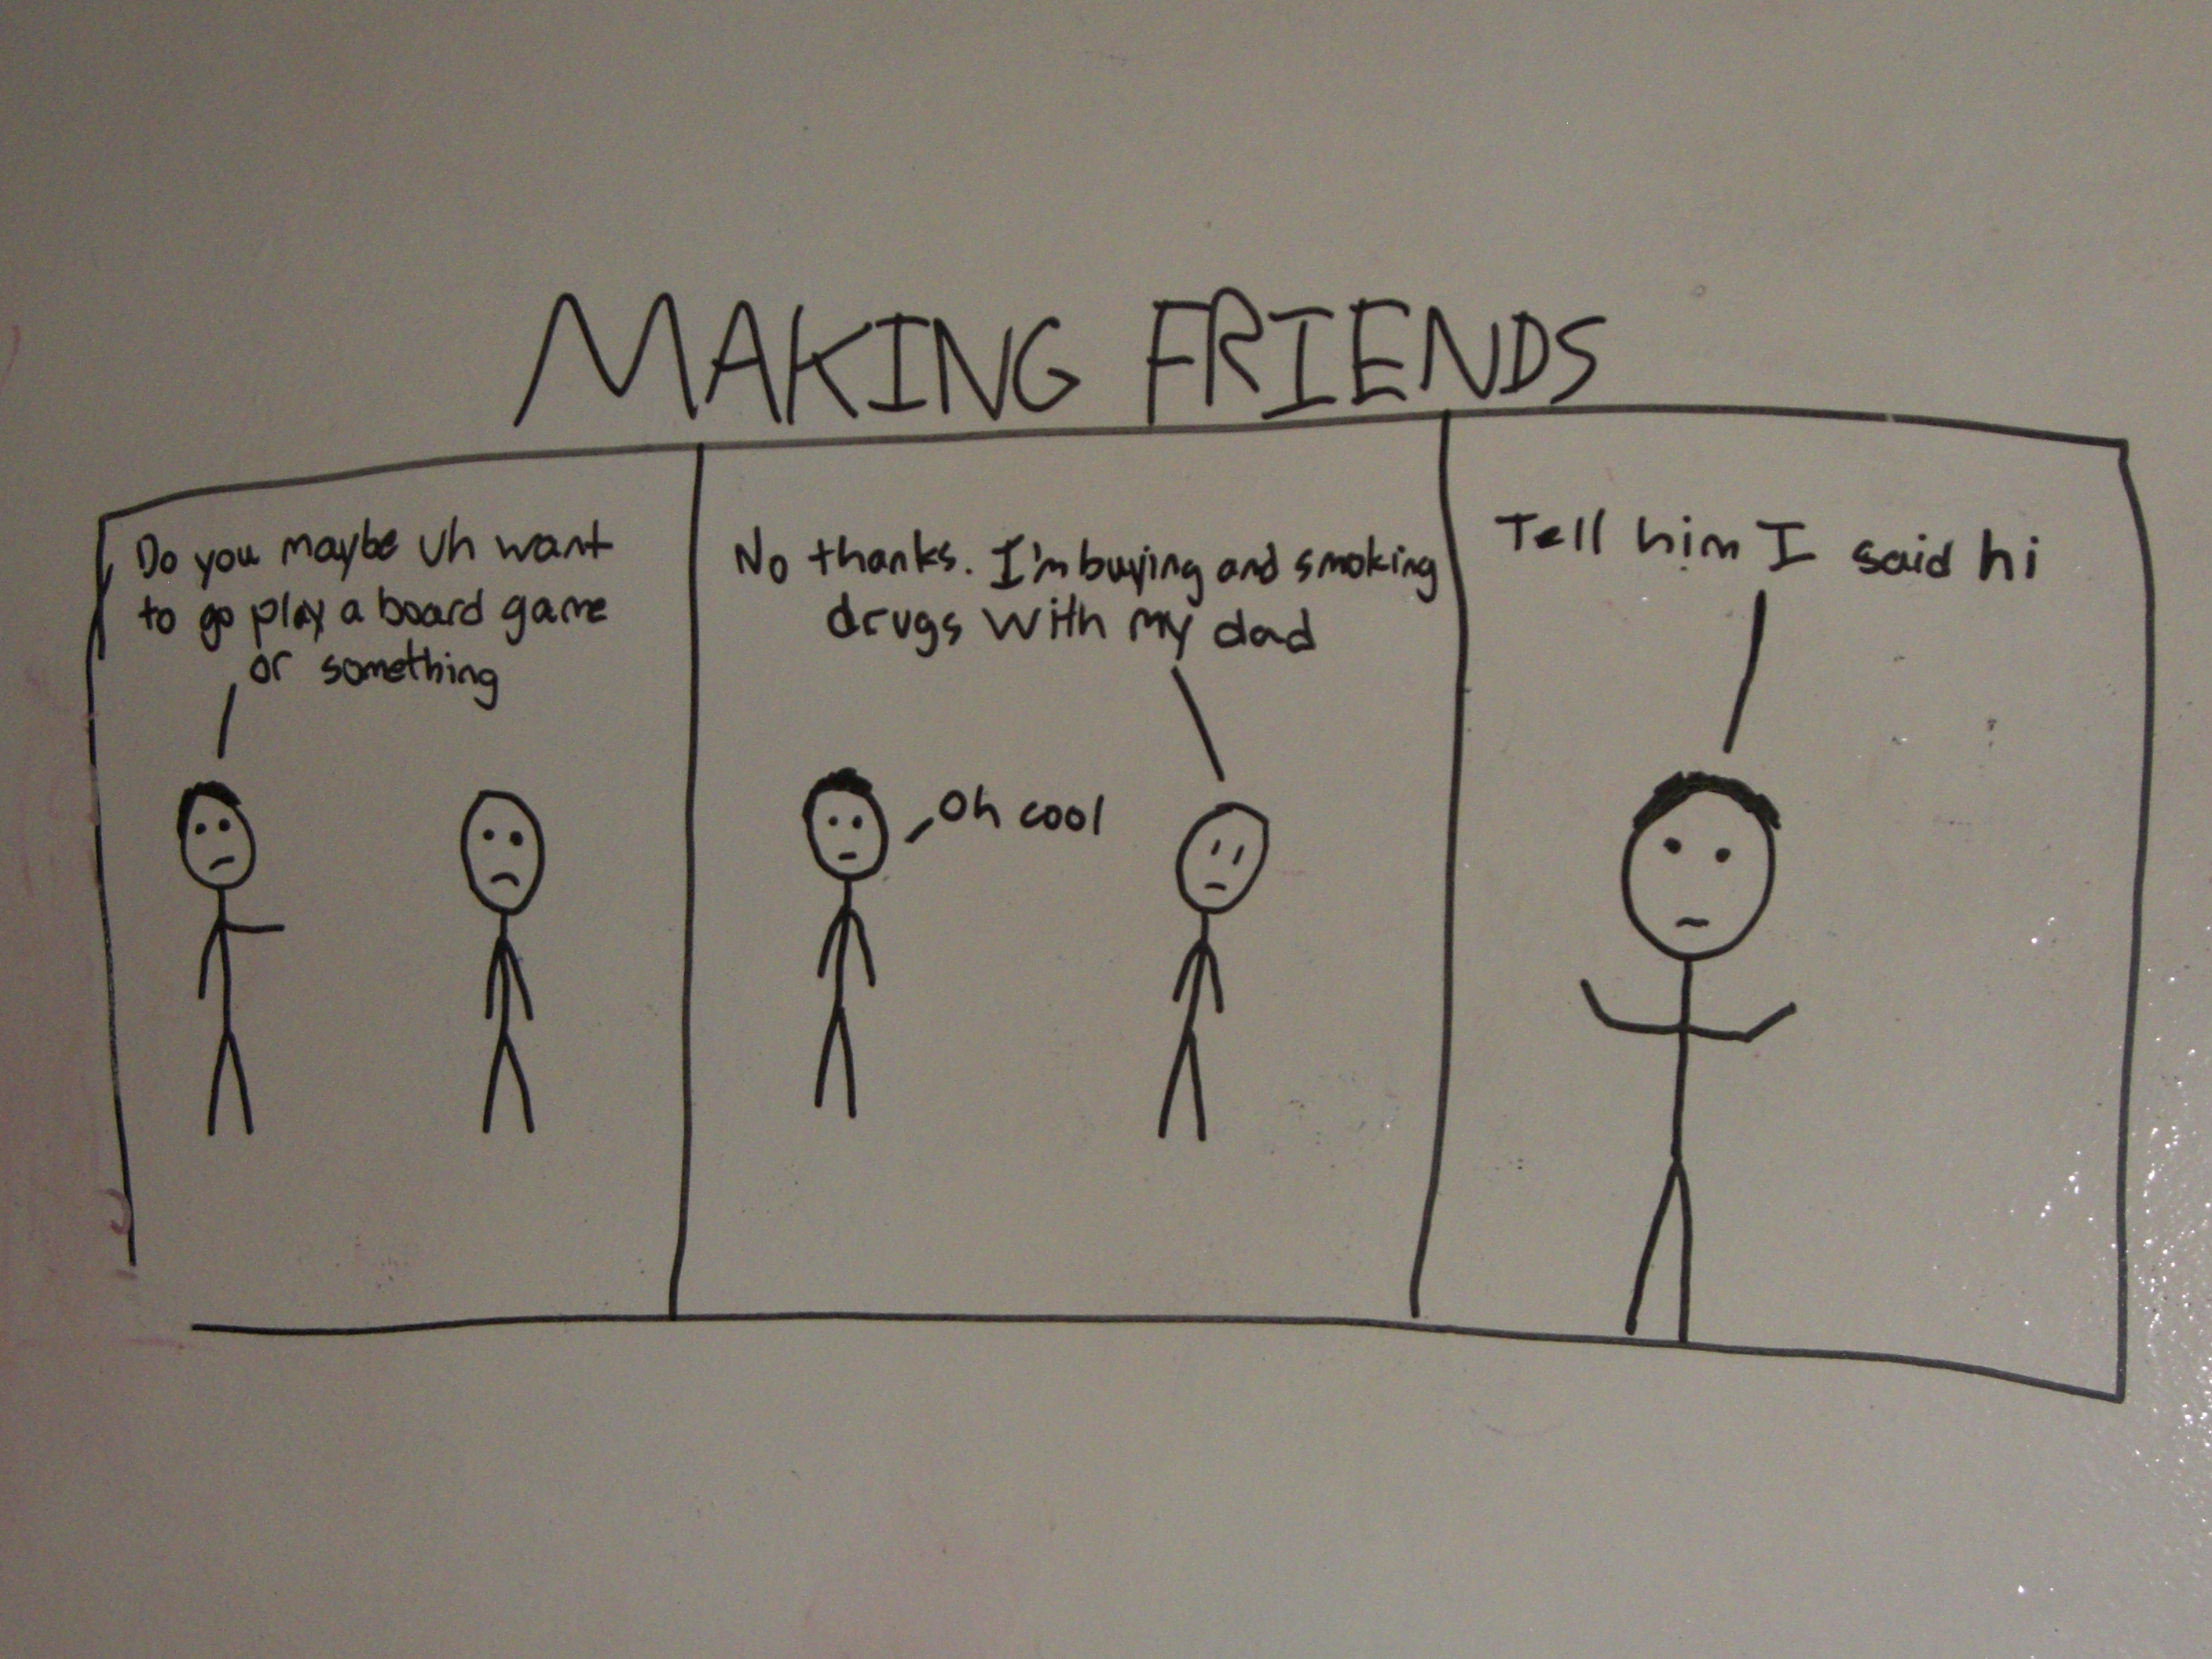 MAKING FRIENDS
Do you maybe uh want
to go play a board game
or something
No thanks. I'm buying and smoking
drugs with my dad
Oh cool
Tell him I said hi